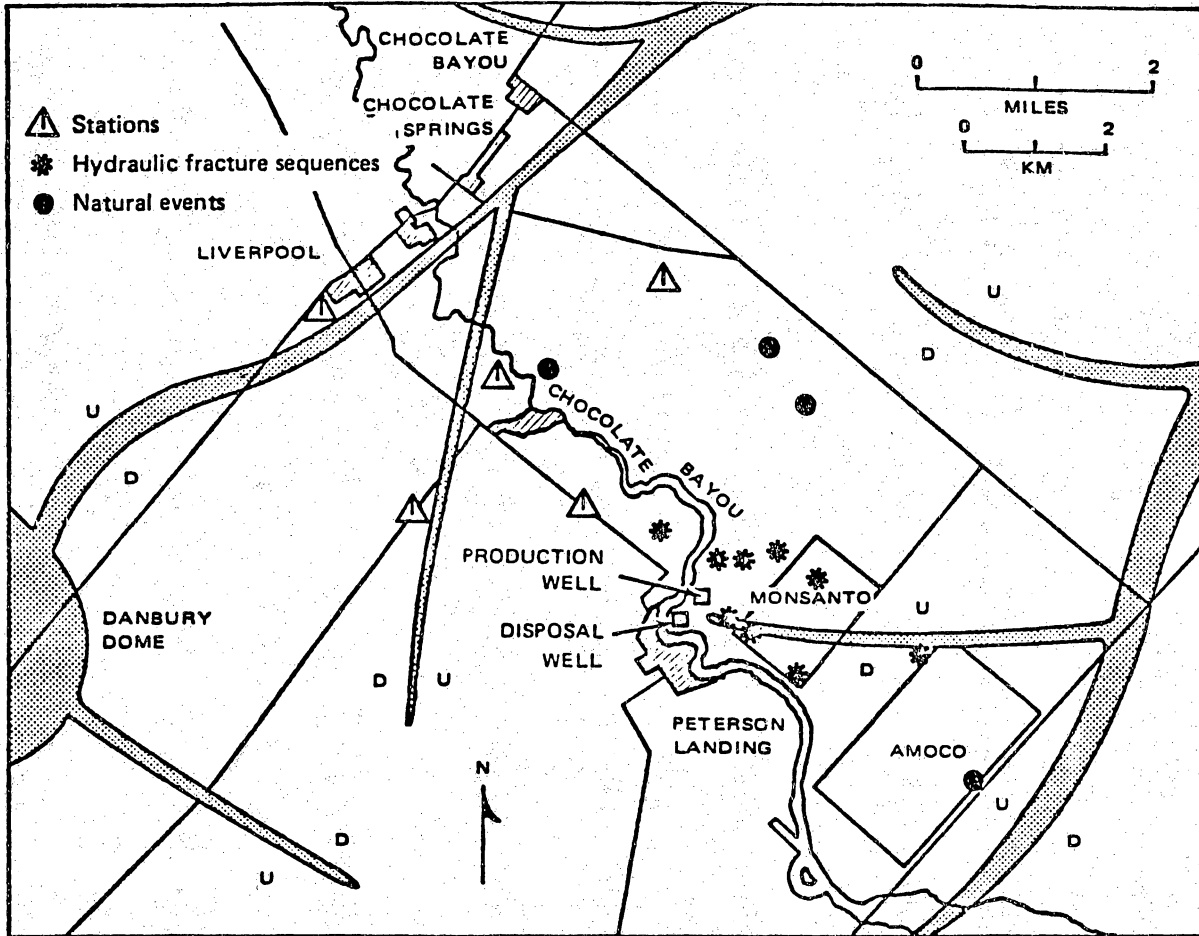 CHOCOLATE
BAYOU
CHOCOLATE
SPRINGS
0 2
MILES
0 2
KM
Stations
Hydraulic fracture sequences
Natural events
LIVERPOOL
U
D
U
D
CHOCOLATE BAYOU
PRODUCTION
WELL
MONSANTO
DISPOSAL
WELL
U
D
DANBURY
DOME
D U
PETERSON
LANDING
AMOCO
N
U
D
D
U